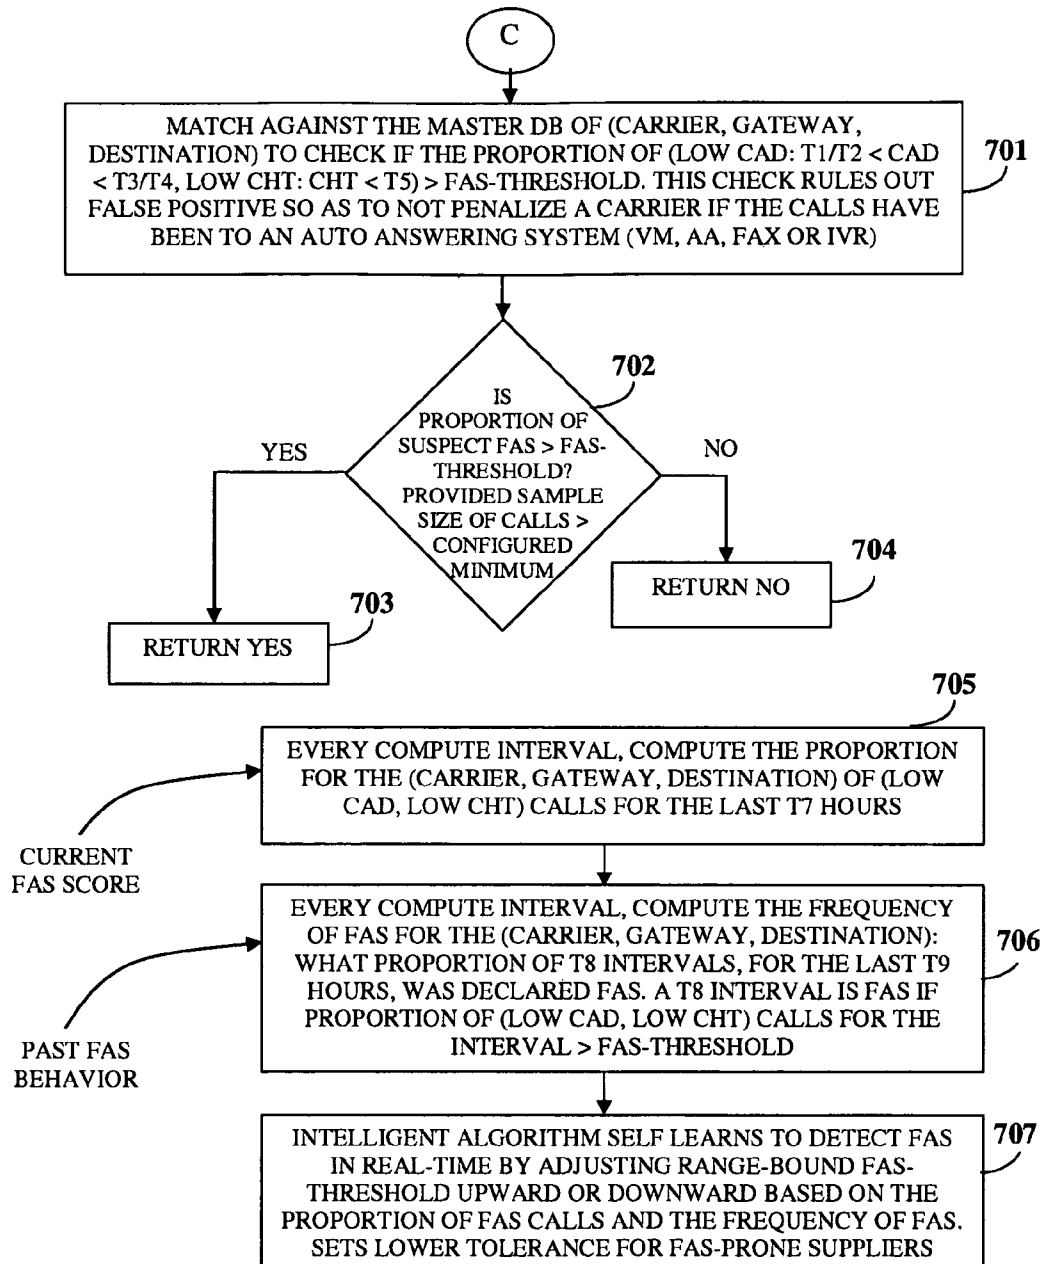 C
MATCH AGAINST THE MASTER DB OF (CARRIER, GATEWAY,
DESTINATION) TO CHECK IF THE PROPORTION OF (LOW CAD: T1/T2 < CAD
< T3/T4, LOW CHT: CHT < T5) > FAS-THRESHOLD. THIS CHECK RULES OUT
FALSE POSITIVE SO AS TO NOT PENALIZE A CARRIER IF THE CALLS HAVE
BEEN TO AN AUTO ANSWERING SYSTEM (VM, AA, FAX OR IVR)
701
702
IS
PROPORTION OF
SUSPECT FAS > FAS-
THRESHOLD?
PROVIDED SAMPLE
SIZE OF CALLS >
CONFIGURED
MINIMUM
YES
NO
704
RETURN NO
703
RETURN YES
705
EVERY COMPUTE INTERVAL, COMPUTE THE PROPORTION
FOR THE (CARRIER, GATEWAY, DESTINATION) OF (LOW
CAD, LOW CHT) CALLS FOR THE LAST T7 HOURS
CURRENT
FAS SCORE
EVERY COMPUTE INTERVAL, COMPUTE THE FREQUENCY
OF FAS FOR THE (CARRIER, GATEWAY, DESTINATION):
WHAT PROPORTION OF T8 INTERVALS, FOR THE LAST T9
HOURS, WAS DECLARED FAS. A T8 INTERVAL IS FAS IF
PROPORTION OF (LOW CAD, LOW CHT) CALLS FOR THE
INTERVAL > FAS-THRESHOLD
706
PAST FAS
BEHAVIOR
INTELLIGENT ALGORITHM SELF LEARNS TO DETECT FAS
IN REAL-TIME BY ADJUSTING RANGE-BOUND FAS-
THRESHOLD UPWARD OR DOWNWARD BASED ON THE
PROPORTION OF FAS CALLS AND THE FREQUENCY OF FAS.
SETS LOWER TOLERANCE FOR FAS-PRONE SUPPLIERS
707